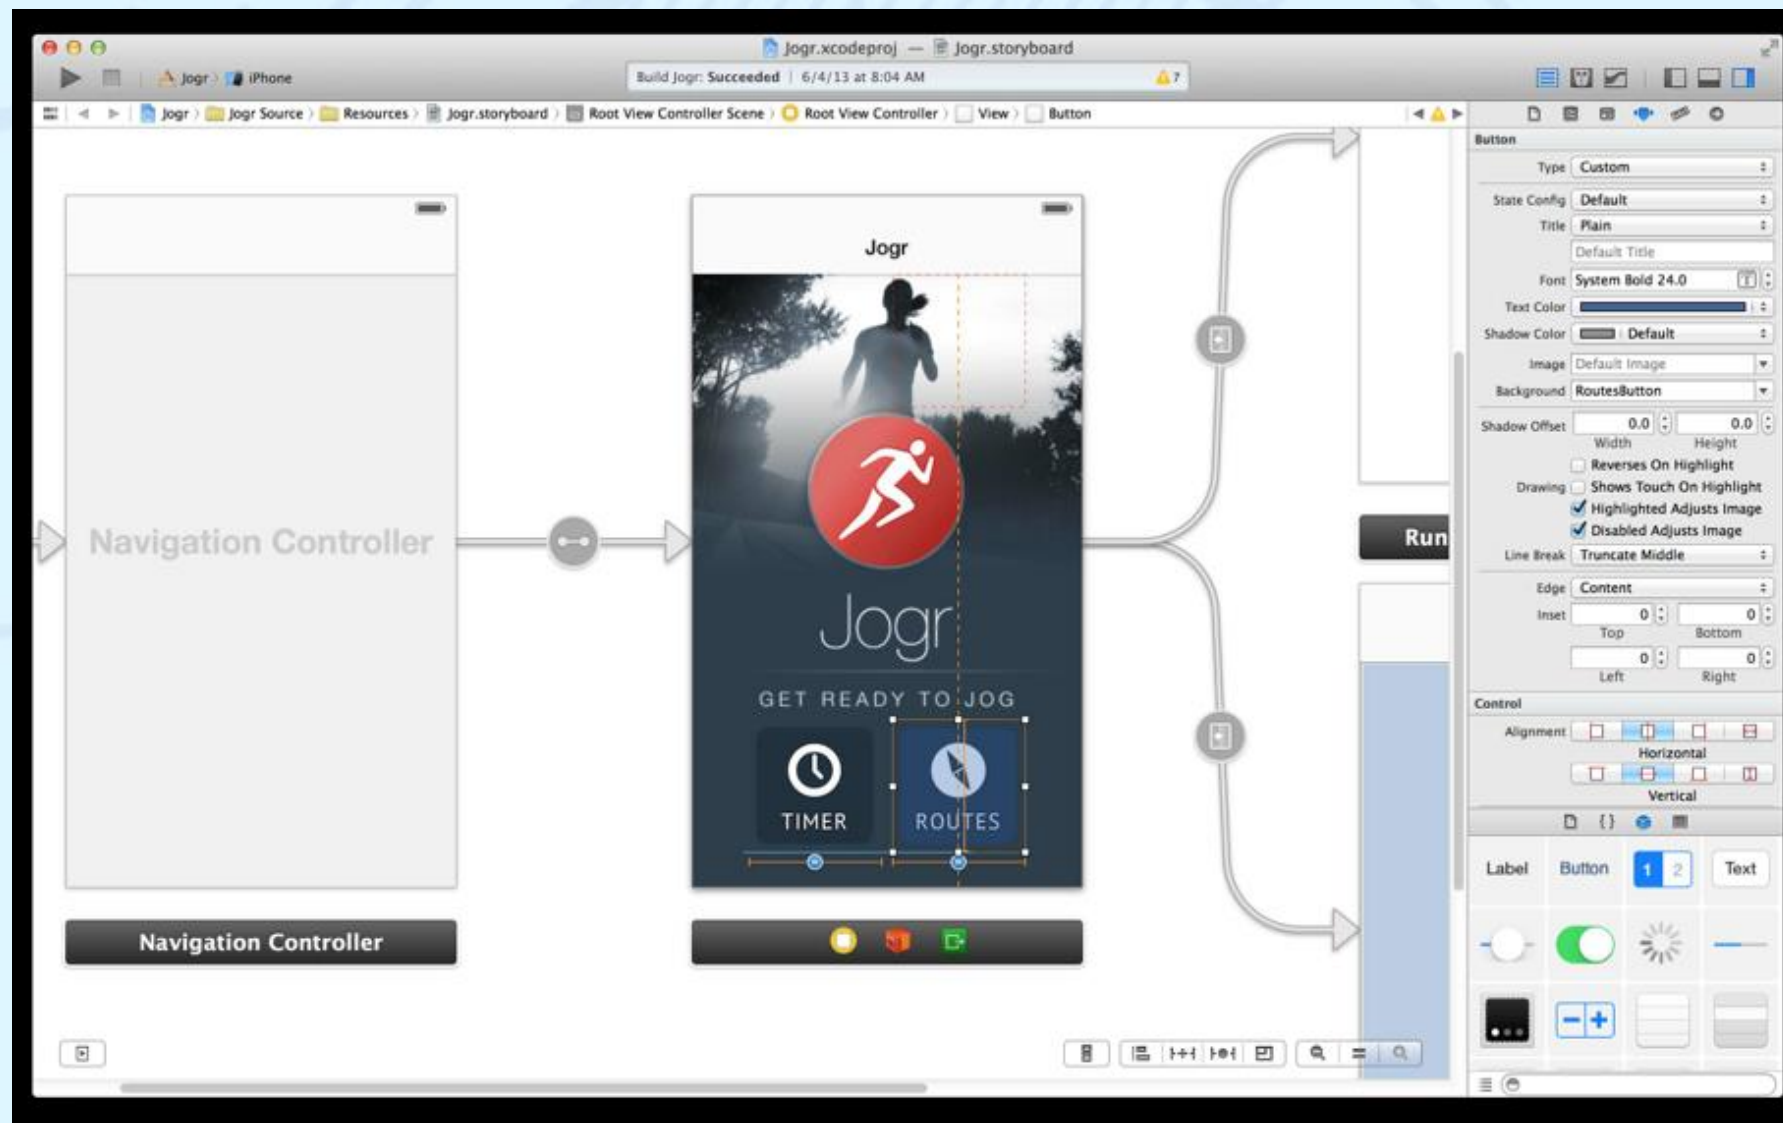 Jogr.xcodeproj — Jogr.storyboard
Jogr iPhone
Build Jogr: Succeeded | 6/4/13 at 8:04 AM 7
Jogr Jogr Source Resources Jogr.storyboard Root View Controller Scene Root View Controller View Button
Navigation Controller
Navigation Controller
Jogr
Jogr
GET READY TO JOG
TIMER ROUTES
Run
Button
Type Custom
State Config Default
Title Plain
Default Title
Font System Bold 24.0
Text Color
Shadow Color Default
Image Default Image
Background RoutesButton
Shadow Offset 0.0 0.0
Width Height
Reverses On Highlight
Drawing Shows Touch On Highlight
Highlighted Adjusts Image
Disabled Adjusts Image
Line Break Truncate Middle
Edge Content
Inset 0 0
Top Bottom
0 0
Left Right
Control
Alignment
Horizontal
Vertical
{}
Label Button 1 2 Text